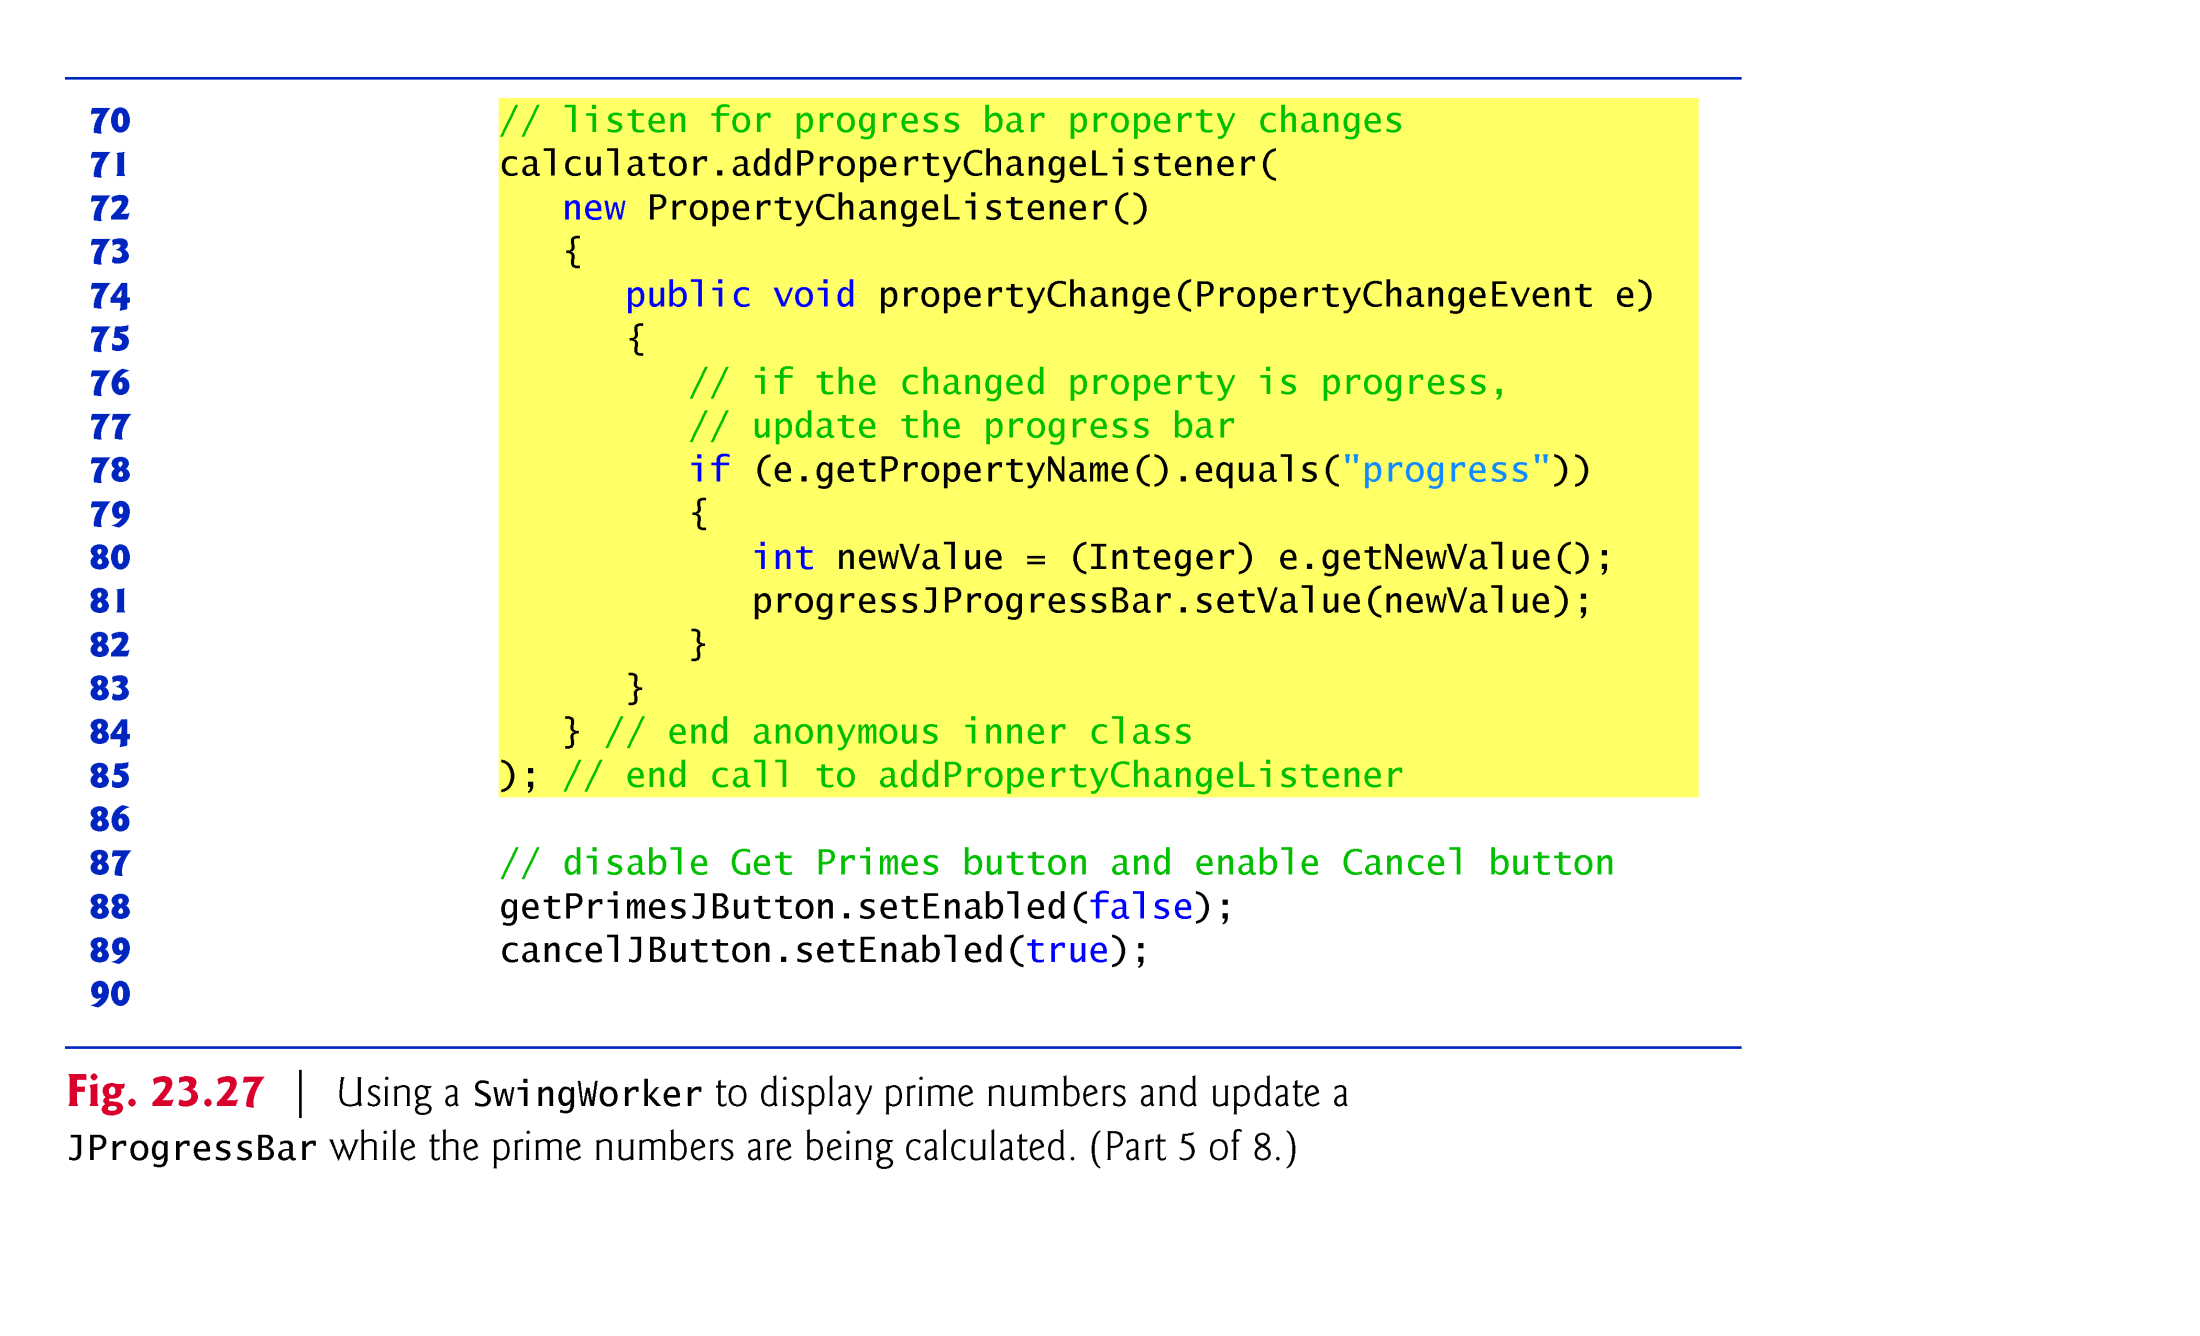 70 // listen for progress bar property changes
71 calculator.addPropertyChangeListener(
72    new PropertyChangeListener()
73    {
74       public void propertyChange(PropertyChangeEvent e)
75       {
76          // if the changed property is progress,
77          // update the progress bar
78          if (e.getPropertyName().equals("progress"))
79          {
80             int newValue = (Integer) e.getNewValue();
81             progressJProgressBar.setValue(newValue);
82          }
83       }
84    } // end anonymous inner class
85 ); // end call to addPropertyChangeListener
86
87 // disable Get Primes button and enable Cancel button
88 getPrimesJButton.setEnabled(false);
89 cancelJButton.setEnabled(true);
90
Fig. 23.27 | Using a SwingWorker to display prime numbers and update a
JProgressBar while the prime numbers are being calculated. (Part 5 of 8.)